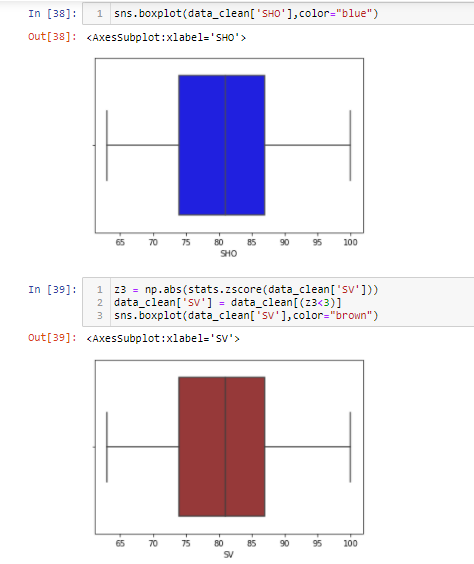 In [38]: 1 sns.boxplot(data_clean['SHO'],color="blue")
Out[38]: <AxesSubplot:xlabel='SHO'>
65 70 75 80 85 90 95 100
SHO
In [39]: 1 z3 = np.abs(stats.zscore(data_clean['SV']))
2 data_clean['SV'] = data_clean[(z3<3)]
3 sns.boxplot(data_clean['SV'],color="brown")
Out[39]: <AxesSubplot:xlabel='SV'>
65 70 75 80 85 90 95 100
SV